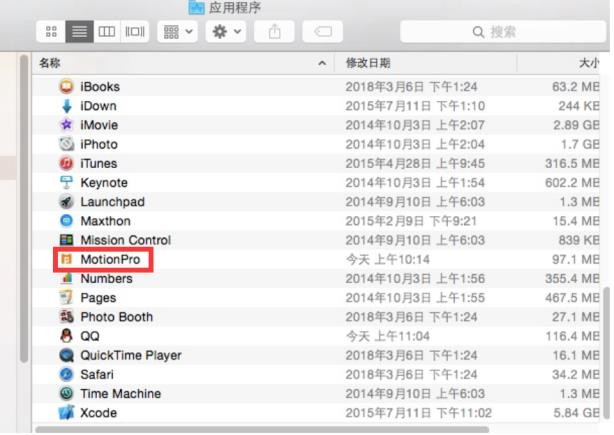 应用程序
搜索
名称 修改日期 大小
iBooks 2018年3月6日 下午1:24 63.2 MB
iDown 2015年7月11日 下午1:10 244 KB
iMovie 2014年10月3日 上午2:07 2.89 GB
iPhoto 2014年10月3日 上午2:04 1.7 GB
iTunes 2015年4月28日 上午9:45 316.5 MB
Keynote 2014年10月3日 上午1:54 602.2 MB
Launchpad 2014年9月10日 上午6:03 1.3 MB
Maxthon 2015年2月9日 下午9:21 15.4 MB
Mission Control 2014年9月10日 上午6:03 839 KB
MotionPro 今天 上午10:14 97.1 MB
Numbers 2014年10月3日 上午1:56 355.4 MB
Pages 2014年10月3日 上午1:55 467.5 MB
Photo Booth 2018年3月6日 下午1:24 27.1 MB
QQ 今天 上午11:04 116.4 MB
QuickTime Player 2018年3月6日 下午1:24 16.1 MB
Safari 2018年3月6日 下午1:24 34.2 MB
Time Machine 2014年9月10日 上午6:03 1.3 MB
Xcode 2015年7月11日 下午11:02 5.84 GB